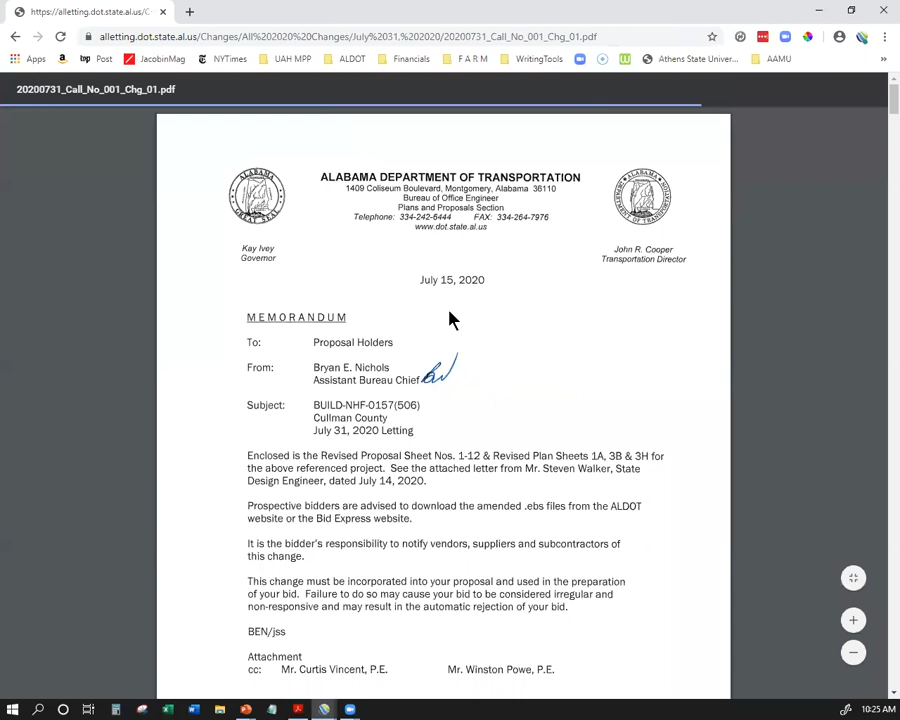 https://alletting.dot.state.al.us/C
alletting.dot.state.al.us/Changes/All%202020%20Changes/July%2031,%202020/20200731_Call_No_001_Chg_01.pdf
Apps
bp Post
JacobinMag
NYTimes
UAH MPP
ALDOT
Financials
F A R M
WritingTools
Athens State Univer...
AAMU
20200731_Call_No_001_Chg_01.pdf
ALABAMA DEPARTMENT OF TRANSPORTATION
1409 Coliseum Boulevard, Montgomery, Alabama 36110
Bureau of Office Engineer
Plans and Proposals Section
Telephone: 334-242-6444 FAX: 334-264-7976
www.dot.state.al.us
Kay Ivey
Governor
John R. Cooper
Transportation Director
July 15, 2020
MEMORANDUM
To: Proposal Holders
From: Bryan E. Nichols
Assistant Bureau Chief
Subject: BUILD-NHF-0157(506)
Cullman County
July 31, 2020 Letting
Enclosed is the Revised Proposal Sheet Nos. 1-12 & Revised Plan Sheets 1A, 3B & 3H for
the above referenced project. See the attached letter from Mr. Steven Walker, State
Design Engineer, dated July 14, 2020.
Prospective bidders are advised to download the amended .ebs files from the ALDOT
website or the Bid Express website.
It is the bidder's responsibility to notify vendors, suppliers and subcontractors of
this change.
This change must be incorporated into your proposal and used in the preparation
of your bid. Failure to do so may cause your bid to be considered irregular and
non-responsive and may result in the automatic rejection of your bid.
BEN/jss
Attachment
cc: Mr. Curtis Vincent, P.E. Mr. Winston Powe, P.E.
10:25 AM